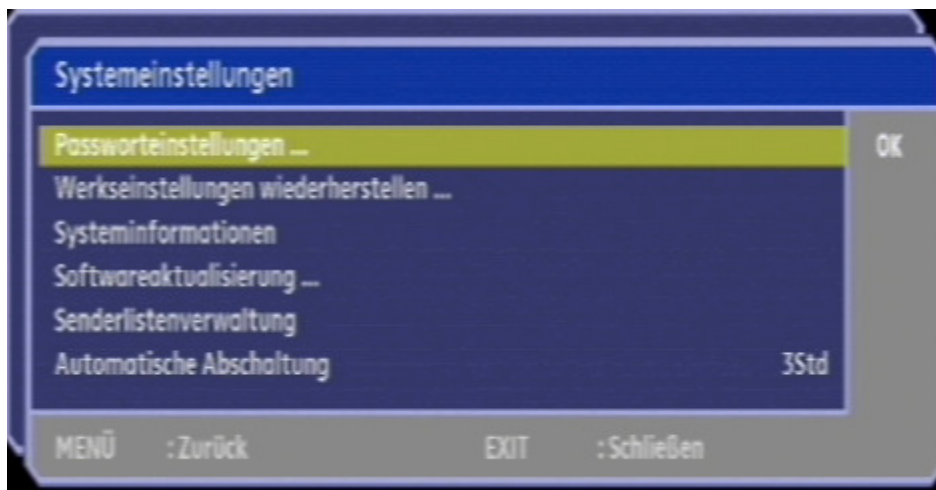 Systemeinstellungen
Passworteinstellungen ... OK
Werkseinstellungen wiederherstellen ...
Systeminformationen
Softwareaktualisierung ...
Senderlistenverwaltung
Automatische Abschaltung 3Std
MENÜ : Zurück EXIT : Schließen